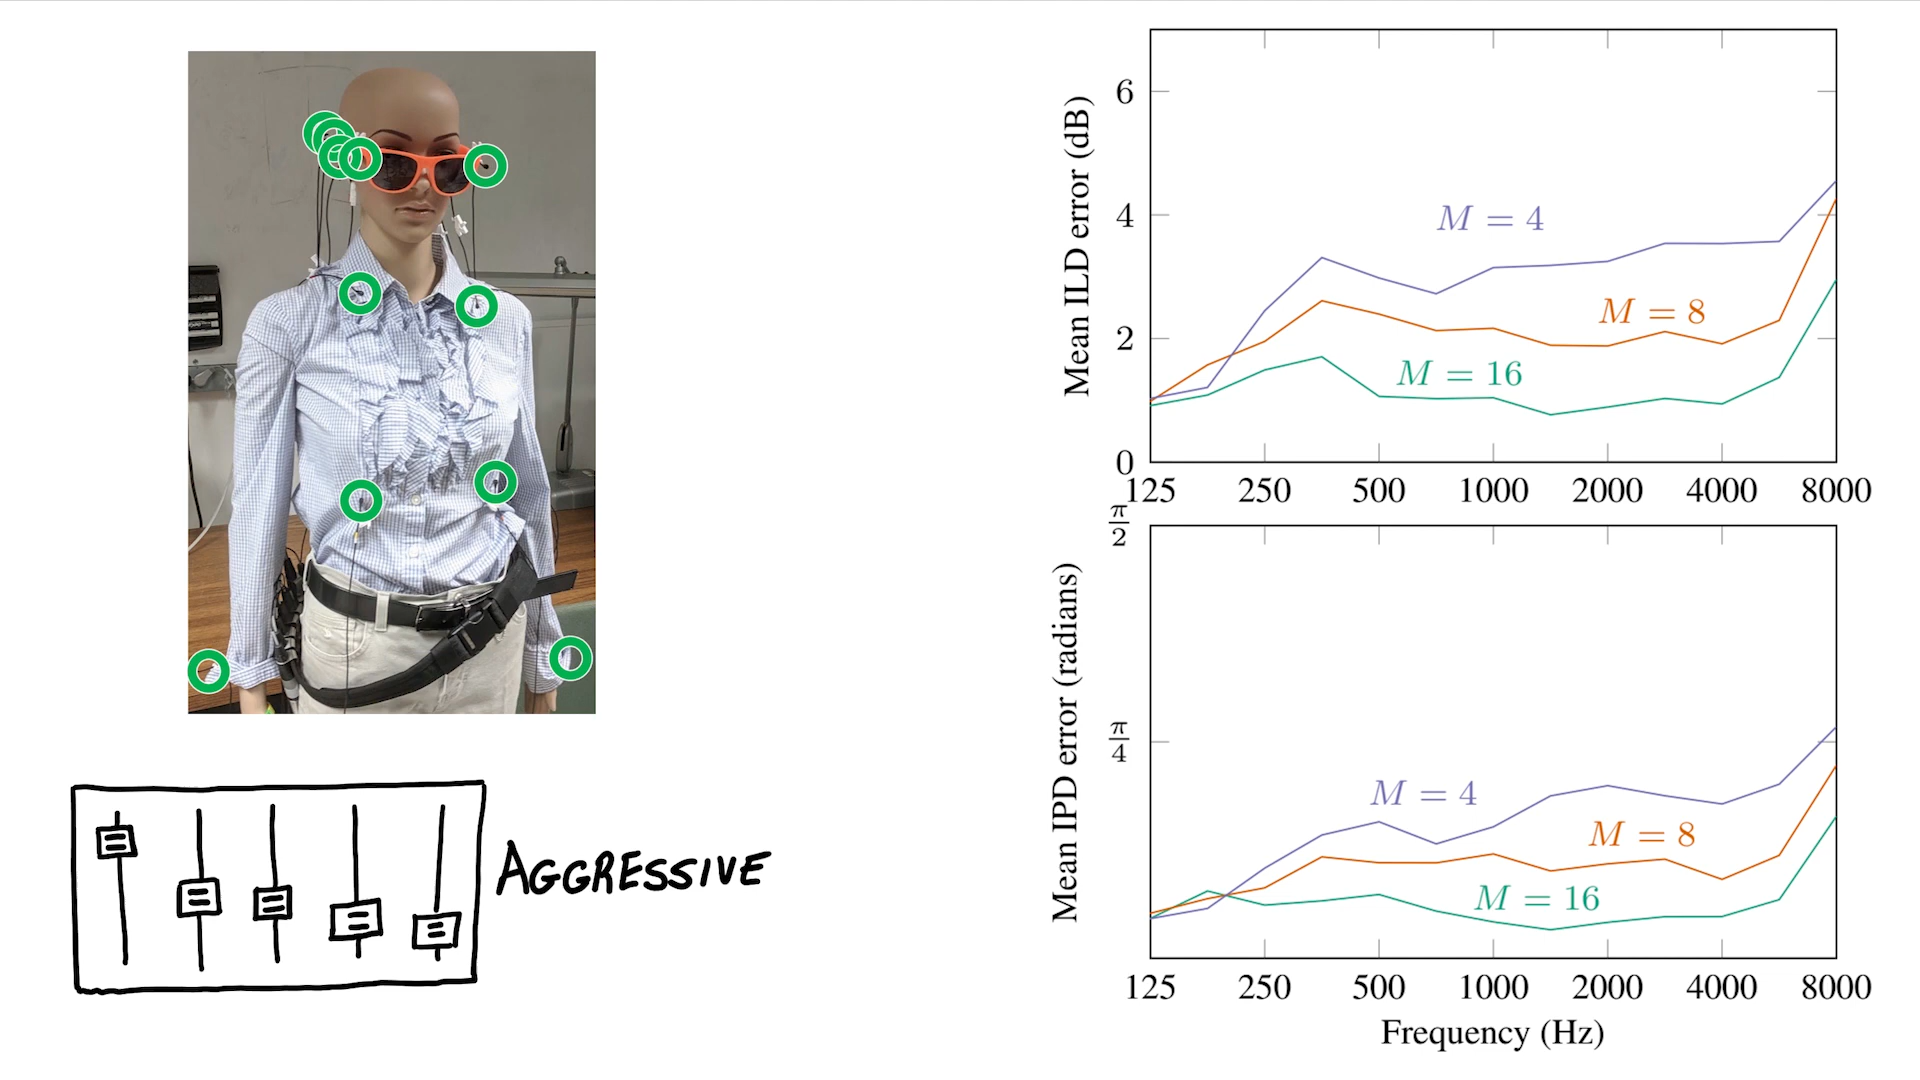 AGGRESSIVE
Mean ILD error (dB)
6
4
2
0
M = 4
M = 8
M = 16
125 250 500 1000 2000 4000 8000
Mean IPD error (radians)
π/2
π/4
M = 4
M = 8
M = 16
125 250 500 1000 2000 4000 8000
Frequency (Hz)